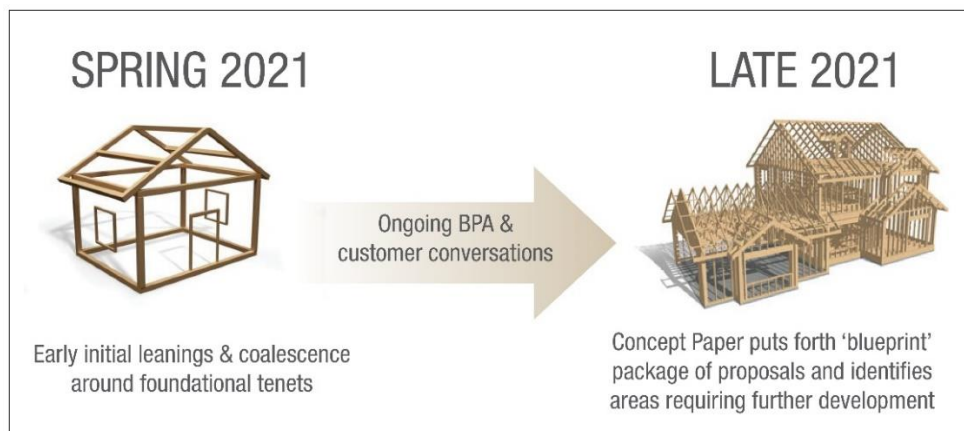 SPRING 2021
LATE 2021
Ongoing BPA &
customer conversations
Early initial leanings & coalescence
around foundational tenets
Concept Paper puts forth ‘blueprint’
package of proposals and identifies
areas requiring further development